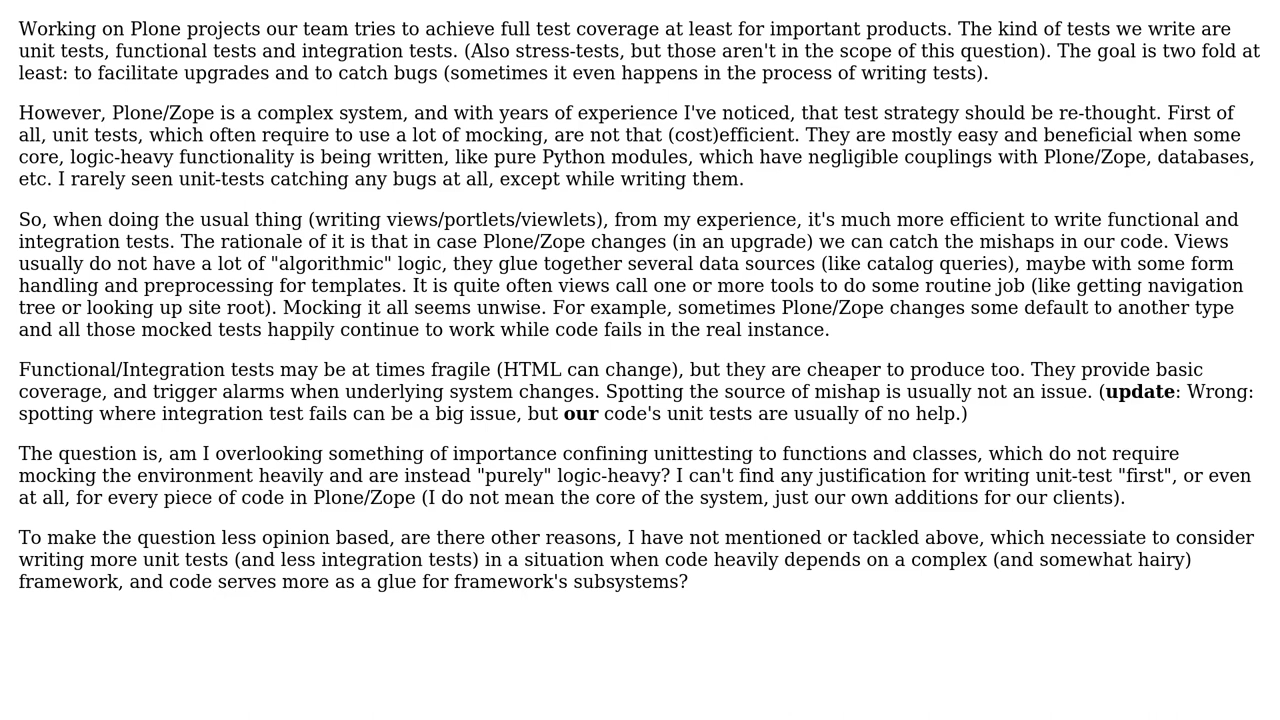 Working on Plone projects our team tries to achieve full test coverage at least for important products. The kind of tests we write are
unit tests, functional tests and integration tests. (Also stress-tests, but those aren't in the scope of this question). The goal is two fold at
least: to facilitate upgrades and to catch bugs (sometimes it even happens in the process of writing tests).
However, Plone/Zope is a complex system, and with years of experience I've noticed, that test strategy should be re-thought. First of
all, unit tests, which often require to use a lot of mocking, are not that (cost)efficient. They are mostly easy and beneficial when some
core, logic-heavy functionality is being written, like pure Python modules, which have negligible couplings with Plone/Zope, databases,
etc. I rarely seen unit-tests catching any bugs at all, except while writing them.
So, when doing the usual thing (writing views/portlets/viewlets), from my experience, it's much more efficient to write functional and
integration tests. The rationale of it is that in case Plone/Zope changes (in an upgrade) we can catch the mishaps in our code. Views
usually do not have a lot of "algorithmic" logic, they glue together several data sources (like catalog queries), maybe with some form
handling and preprocessing for templates. It is quite often views call one or more tools to do some routine job (like getting navigation
tree or looking up site root). Mocking it all seems unwise. For example, sometimes Plone/Zope changes some default to another type
and all those mocked tests happily continue to work while code fails in the real instance.
Functional/Integration tests may be at times fragile (HTML can change), but they are cheaper to produce too. They provide basic
coverage, and trigger alarms when underlying system changes. Spotting the source of mishap is usually not an issue. (update: Wrong:
spotting where integration test fails can be a big issue, but our code's unit tests are usually of no help.)
The question is, am I overlooking something of importance confining unittesting to functions and classes, which do not require
mocking the environment heavily and are instead "purely" logic-heavy? I can't find any justification for writing unit-test "first", or even
at all, for every piece of code in Plone/Zope (I do not mean the core of the system, just our own additions for our clients).
To make the question less opinion based, are there other reasons, I have not mentioned or tackled above, which necessiate to consider
writing more unit tests (and less integration tests) in a situation when code heavily depends on a complex (and somewhat hairy)
framework, and code serves more as a glue for framework's subsystems?